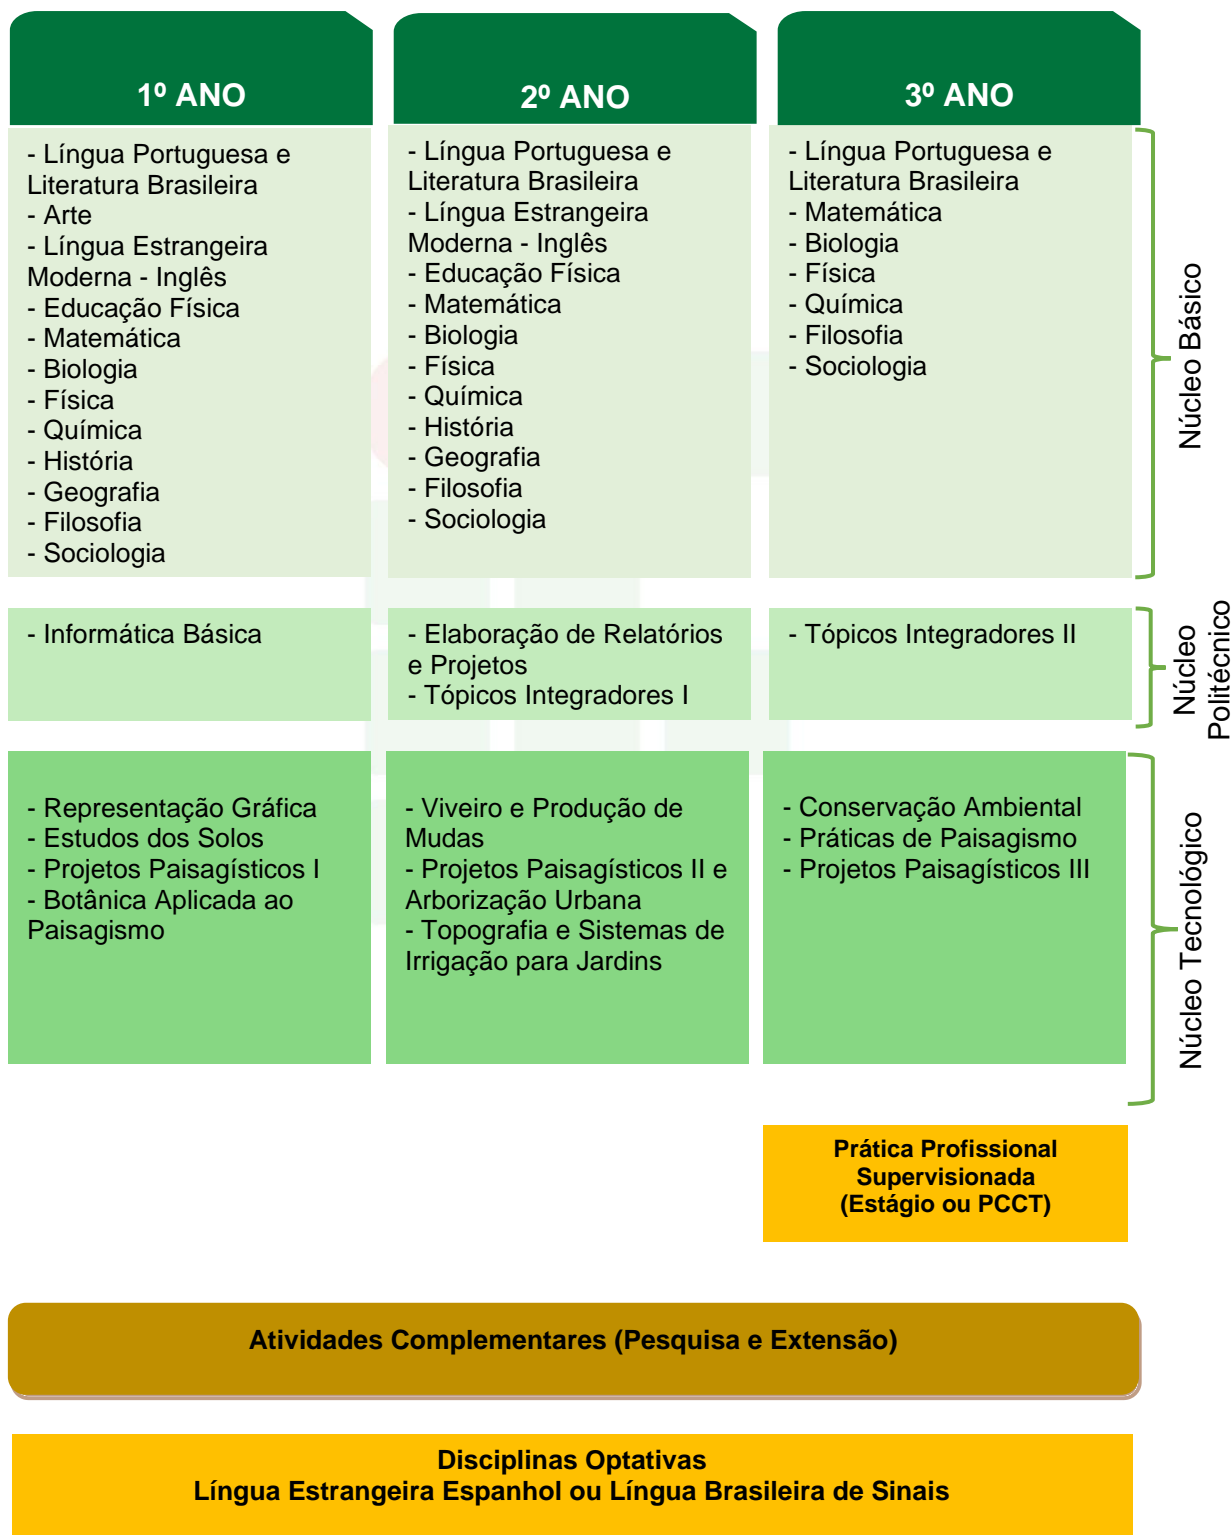 1º ANO
- Língua Portuguesa e
Literatura Brasileira
- Arte
- Língua Estrangeira
Moderna - Inglês
- Educação Física
- Matemática
- Biologia
- Física
- Química
- História
- Geografia
- Filosofia
- Sociologia
2º ANO
- Língua Portuguesa e
Literatura Brasileira
- Língua Estrangeira
Moderna - Inglês
- Educação Física
- Matemática
- Biologia
- Física
- Química
- História
- Geografia
- Filosofia
- Sociologia
3º ANO
- Língua Portuguesa e
Literatura Brasileira
- Matemática
- Biologia
- Física
- Química
- Filosofia
- Sociologia
Núcleo Básico
- Informática Básica
- Elaboração de Relatórios
e Projetos
- Tópicos Integradores I
- Tópicos Integradores II
Núcleo
Politécnico
- Representação Gráfica
- Estudos dos Solos
- Projetos Paisagísticos I
- Botânica Aplicada ao
Paisagismo
- Viveiro e Produção de
Mudas
- Projetos Paisagísticos II e
Arborização Urbana
- Topografia e Sistemas de
Irrigação para Jardins
- Conservação Ambiental
- Práticas de Paisagismo
- Projetos Paisagísticos III
Núcleo Tecnológico
Prática Profissional
Supervisionada
(Estágio ou PCCT)
Atividades Complementares (Pesquisa e Extensão)
Disciplinas Optativas
Língua Estrangeira Espanhol ou Língua Brasileira de Sinais